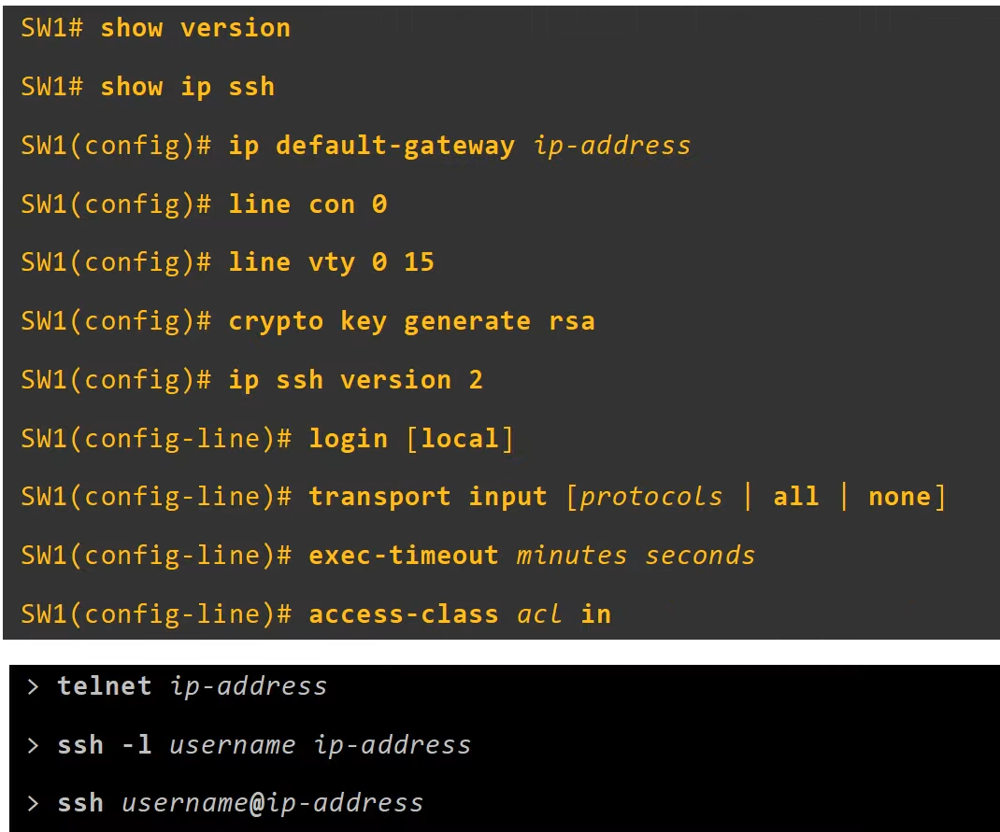 SW1# show version
SW1# show ip ssh
SW1(config)# ip default-gateway ip-address
SW1(config)# line con 0
SW1(config)# line vty 0 15
SW1(config)# crypto key generate rsa
SW1(config)# ip ssh version 2
SW1(config-line)# login [local]
SW1(config-line)# transport input [protocols | all | none]
SW1(config-line)# exec-timeout minutes seconds
SW1(config-line)# access-class acl in
> telnet ip-address
> ssh -l username ip-address
> ssh username@ip-address